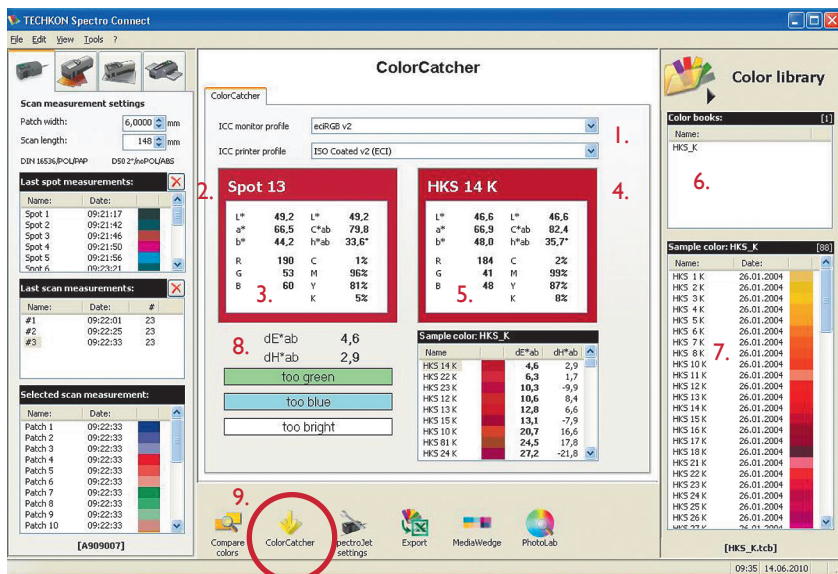 TECHKON Spectro Connect
File Edit View Tools ?
Scan measurement settings
Patch width: 6,0000 mm
Scan length: 148 mm
DIN 16536/POL/PAP D50 2°/noPOL/ABS
Last spot measurements:
Name: Date:
Spot 1 09:21:17
Spot 2 09:21:42
Spot 3 09:21:46
Spot 4 09:21:50
Spot 5 09:21:56
Spot 6 09:23:21
Last scan measurements:
Name: Date: #
#1 09:22:01 23
#2 09:22:25 23
#3 09:22:33 23
Selected scan measurement:
Name: Date:
Patch 1 09:22:33
Patch 2 09:22:33
Patch 3 09:22:33
Patch 4 09:22:33
Patch 5 09:22:33
Patch 6 09:22:33
Patch 7 09:22:33
Patch 8 09:22:33
Patch 9 09:22:33
Patch 10 09:22:33
[A909007]
ColorCatcher
ColorCatcher
ICC monitor profile eciRGB v2
1.
ICC printer profile ISO Coated v2 (ECI)
2.
Spot 13
L* 49,2 L* 49,2
a* 66,5 C*ab 79,8
b* 44,2 h*ab 33,6°
R 190 C 1%
G 53 M 96%
B 60 Y 81%
K 5%
3.
HKS 14 K
4.
L* 46,6 L* 46,6
a* 66,9 C*ab 82,4
b* 48,0 h*ab 35,7°
R 184 C 2%
G 41 M 99%
B 48 Y 87%
K 8%
5.
8.
dE*ab 4,6
dH*ab 2,9
too green
too blue
too bright
Sample color: HKS_K
Name dE*ab dH*ab
HKS 14 K 4,6 2,9
HKS 22 K 6,3 1,7
HKS 23 K 10,3 -9,9
HKS 12 K 10,6 8,4
HKS 13 K 12,8 6,6
HKS 15 K 13,1 -7,9
HKS 10 K 20,7 16,6
HKS 81 K 24,5 17,8
HKS 24 K 27,2 -21,8
9.
Compare colors
ColorCatcher
SpectroJet settings
Export
MediaWedge
PhotoLab
Color library
Color books: [1]
Name:
HKS_K
6.
Sample color: HKS_K [88]
Name: Date:
HKS 1 K 26.01.2004
HKS 2 K 26.01.2004
HKS 3 K 26.01.2004
HKS 4 K 26.01.2004
HKS 5 K 26.01.2004
HKS 6 K 26.01.2004
HKS 7 K 26.01.2004
HKS 8 K 26.01.2004
HKS 10 K 26.01.2004
HKS 11 K 26.01.2004
HKS 12 K 26.01.2004
HKS 13 K 26.01.2004
HKS 14 K 26.01.2004
HKS 15 K 26.01.2004
HKS 16 K 26.01.2004
HKS 17 K 26.01.2004
HKS 18 K 26.01.2004
HKS 21 K 26.01.2004
HKS 22 K 26.01.2004
HKS 23 K 26.01.2004
HKS 24 K 26.01.2004
HKS 25 K 26.01.2004
HKS 26 K 26.01.2004
HKS 27 K 26.01.2004
7.
[HKS_K.tcb]
09:35 14.06.2010